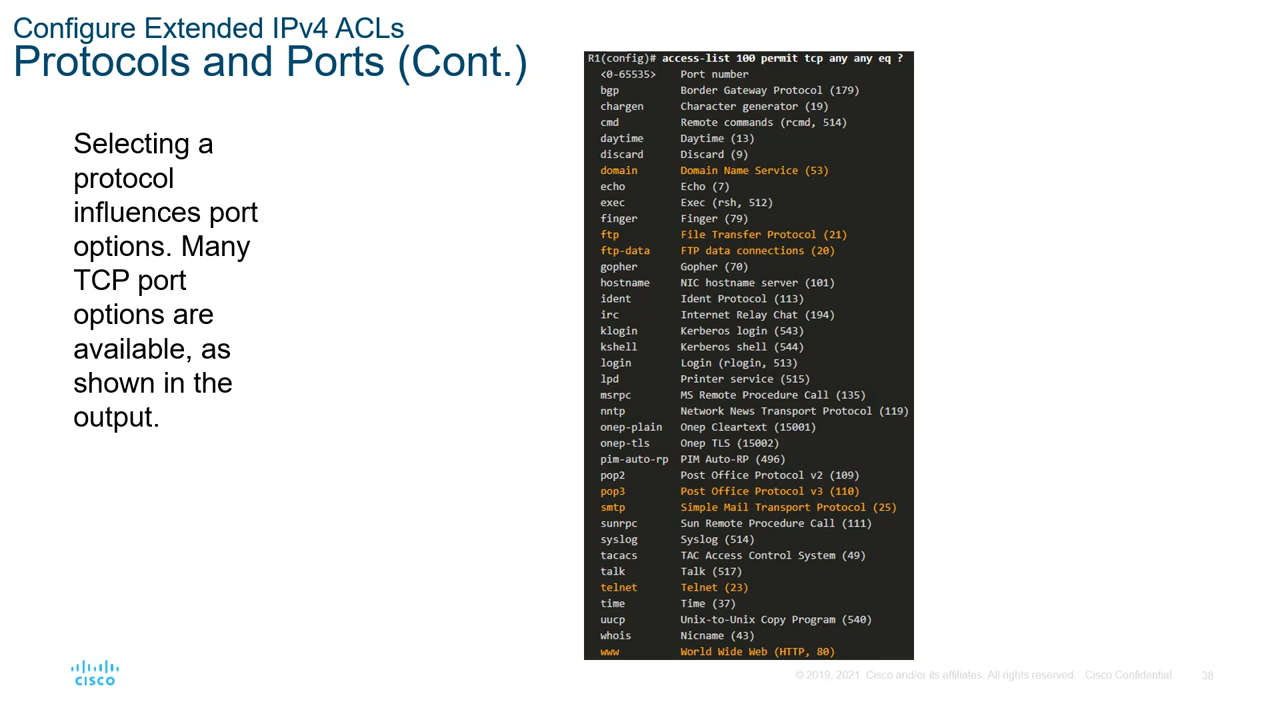 Configure Extended IPv4 ACLs
Protocols and Ports (Cont.)
Selecting a
protocol
influences port
options. Many
TCP port
options are
available, as
shown in the
output.
R1(config)# access-list 100 permit tcp any any eq ?
<0-65535> Port number
bgp Border Gateway Protocol (179)
chargen Character generator (19)
cmd Remote commands (rcmd, 514)
daytime Daytime (13)
discard Discard (9)
domain Domain Name Service (53)
echo Echo (7)
exec Exec (rsh, 512)
finger Finger (79)
ftp File Transfer Protocol (21)
ftp-data FTP data connections (20)
gopher Gopher (70)
hostname NIC hostname server (101)
ident Ident Protocol (113)
irc Internet Relay Chat (194)
klogin Kerberos login (543)
kshell Kerberos shell (544)
login Login (rlogin, 513)
lpd Printer service (515)
msrpc MS Remote Procedure Call (135)
nntp Network News Transport Protocol (119)
onep-plain Onep Cleartext (15001)
onep-tls Onep TLS (15002)
pim-auto-rp PIM Auto-RP (496)
pop2 Post Office Protocol v2 (109)
pop3 Post Office Protocol v3 (110)
smtp Simple Mail Transport Protocol (25)
sunrpc Sun Remote Procedure Call (111)
syslog Syslog (514)
tacacs TAC Access Control System (49)
talk Talk (517)
telnet Telnet (23)
time Time (37)
uucp Unix-to-Unix Copy Program (540)
whois Nicname (43)
www World Wide Web (HTTP, 80)
CISCO
© 2019, 2021 Cisco and/or its affiliates. All rights reserved. Cisco Confidential 38